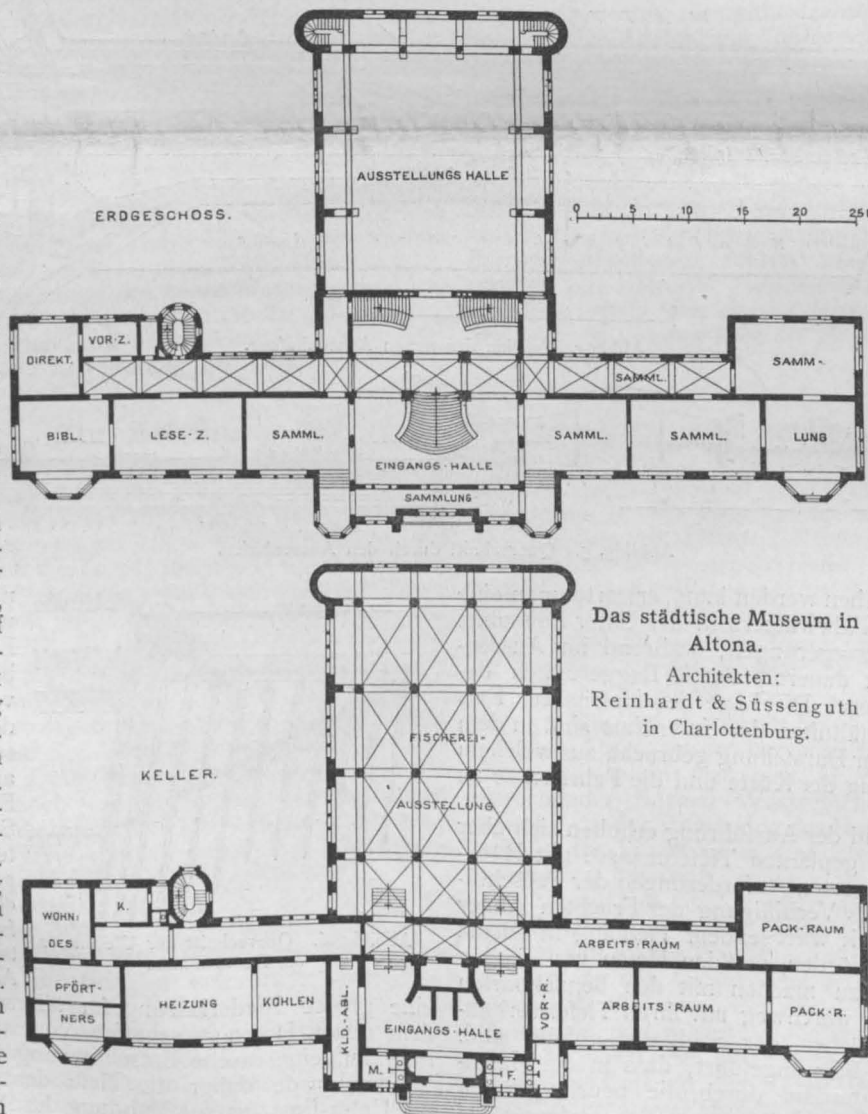 AUSSTELLUNGS HALLE
ERDGESCHOSS.
0 5 10 15 20
DIREKT.
VOR-Z.
SAMML.
SAMM-
BIBL.
LESE-Z.
SAMML.
SAMML.
SAMML.
LUNG
EINGANGS-HALLE
SAMMLUNG
Das städtische Museum in
Altona.
Architekten:
Reinhardt & Süssenguth
in Charlottenburg.
FISCHEREI-
AUSSTELLUNG
KELLER.
K.
WOHN:
DES
PFÖRT-
NERS
HEIZUNG
KOHLEN
KLD.-ABL.
EINGANGS-HALLE
M.
F.
VOR-R.
ARBEITS-RAUM
ARBEITS-RAUM
PACK-RAUM
PACK-R.